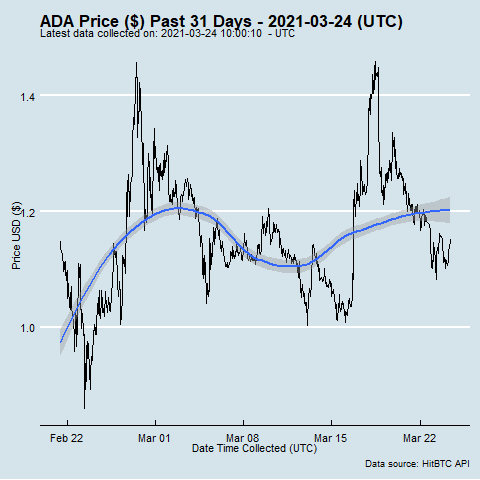 ADA Price ($) Past 31 Days - 2021-03-24 (UTC)
Latest data collected on: 2021-03-24 10:00:10 - UTC
1.4
1.2
1.0
Price USD ($)
Feb 22 Mar 01 Mar 08 Mar 15 Mar 22
Date Time Collected (UTC)
Data source: HitBTC API